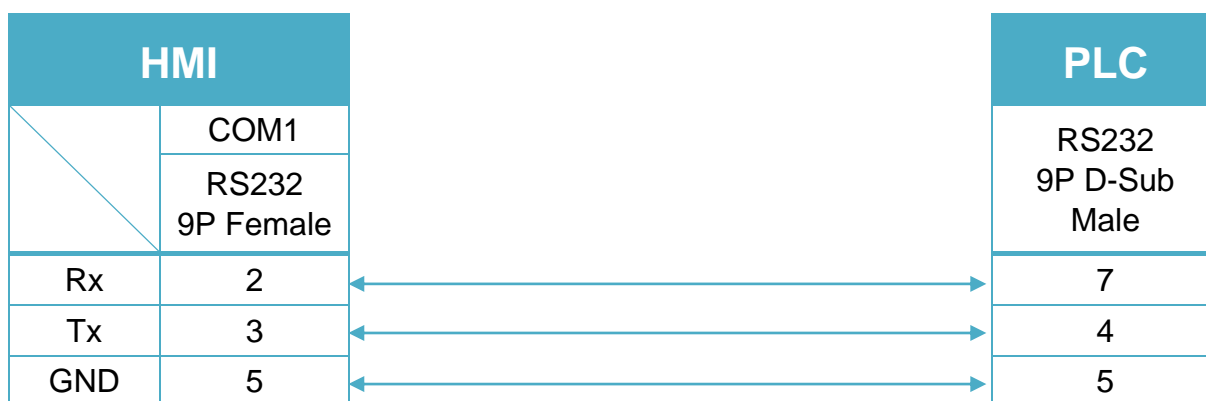 HMI
PLC
COM1
RS232
9P Female
RS232
9P D-Sub
Male
Rx 2 7
Tx 3 4
GND 5 5